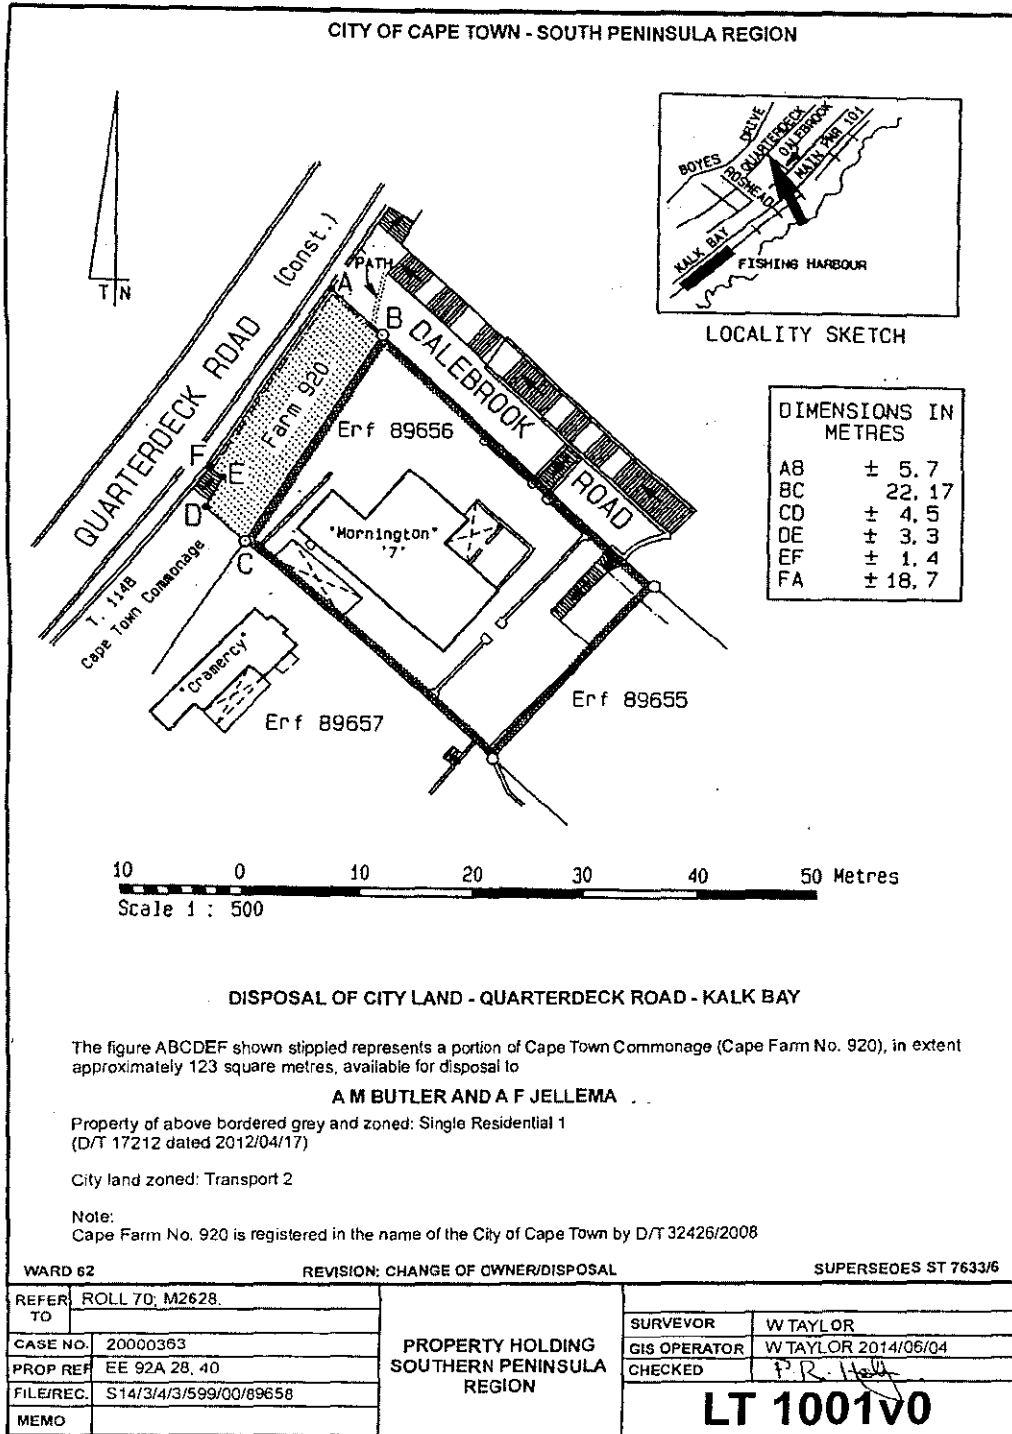 CITY OF CAPE TOWN - SOUTH PENINSULA REGION
T N
BOYES
DRIVE
QUARTERDECK
DALEBROOK
MAIN PWR 101
ROSMEAD
KALK BAY
FISHING HARBOUR
LOCALITY SKETCH
QUARTERDECK ROAD
(Const.)
PATH
A
B
DALEBROOK ROAD
Farm 920
Erf 89656
F
E
D
C
"Mornington"
'7'
T. 114B
Cape Town Commonage
"Cramercy"
Erf 89657
Erf 89655
DIMENSIONS IN
METRES
AB ± 5,7
BC 22,17
CD ± 4,5
DE ± 3,3
EF ± 1,4
FA ± 18,7
10 0 10 20 30 40 50 Metres
Scale 1 : 500
DISPOSAL OF CITY LAND - QUARTERDECK ROAD - KALK BAY
The figure ABCDEF shown stippled represents a portion of Cape Town Commonage (Cape Farm No. 920), in extent
approximately 123 square metres, available for disposal to
A M BUTLER AND A F JELLEMA
Property of above bordered grey and zoned: Single Residential 1
(D/T 17212 dated 2012/04/17)
City land zoned: Transport 2
Note:
Cape Farm No. 920 is registered in the name of the City of Cape Town by D/T 32426/2008
WARD 62 REVISION: CHANGE OF OWNER/DISPOSAL SUPERSEDES ST 7633/6
REFER TO ROLL 70; M2628.
CASE NO. 20000363
PROP REF EE 92A 28, 40
FILE/REC. S14/3/4/3/599/00/89658
MEMO
PROPERTY HOLDING
SOUTHERN PENINSULA
REGION
SURVEYOR W TAYLOR
GIS OPERATOR W TAYLOR 2014/06/04
CHECKED
LT 1001v0